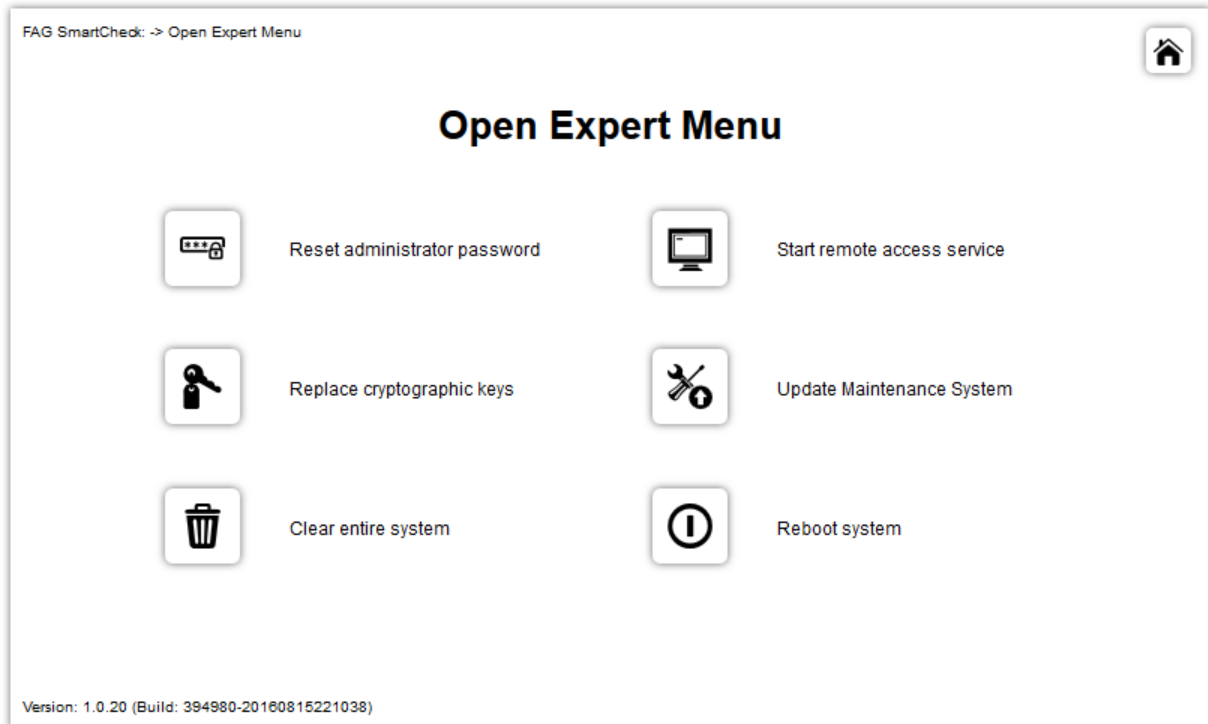 FAG SmartCheck: -> Open Expert Menu
Open Expert Menu
Reset administrator password
Start remote access service
Replace cryptographic keys
Update Maintenance System
Clear entire system
Reboot system
Version: 1.0.20 (Build: 394980-20160815221038)